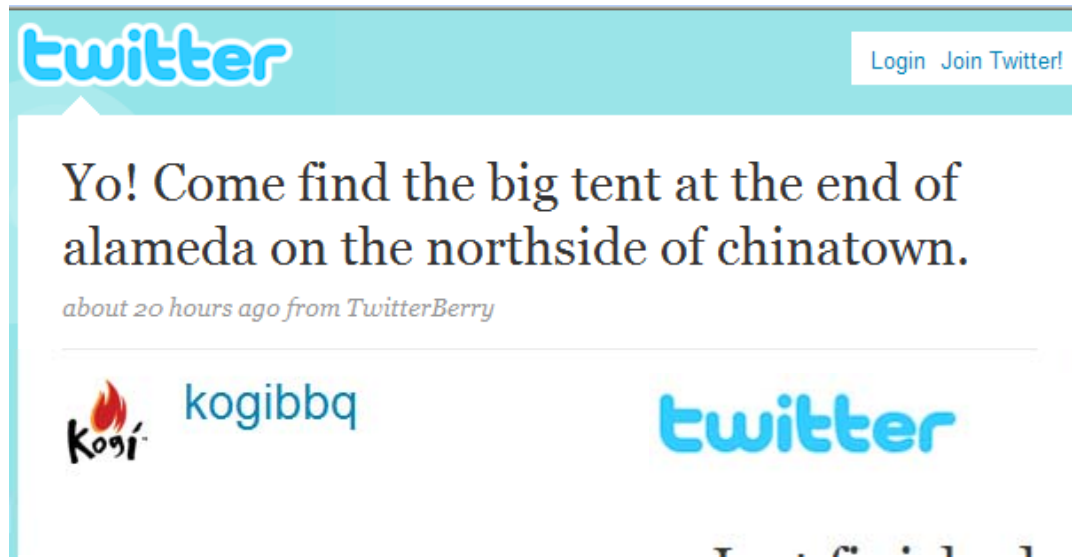 twitter
Login Join Twitter!
Yo! Come find the big tent at the end of
alameda on the northside of chinatown.
about 20 hours ago from TwitterBerry
Kogi
kogibbq
twitter